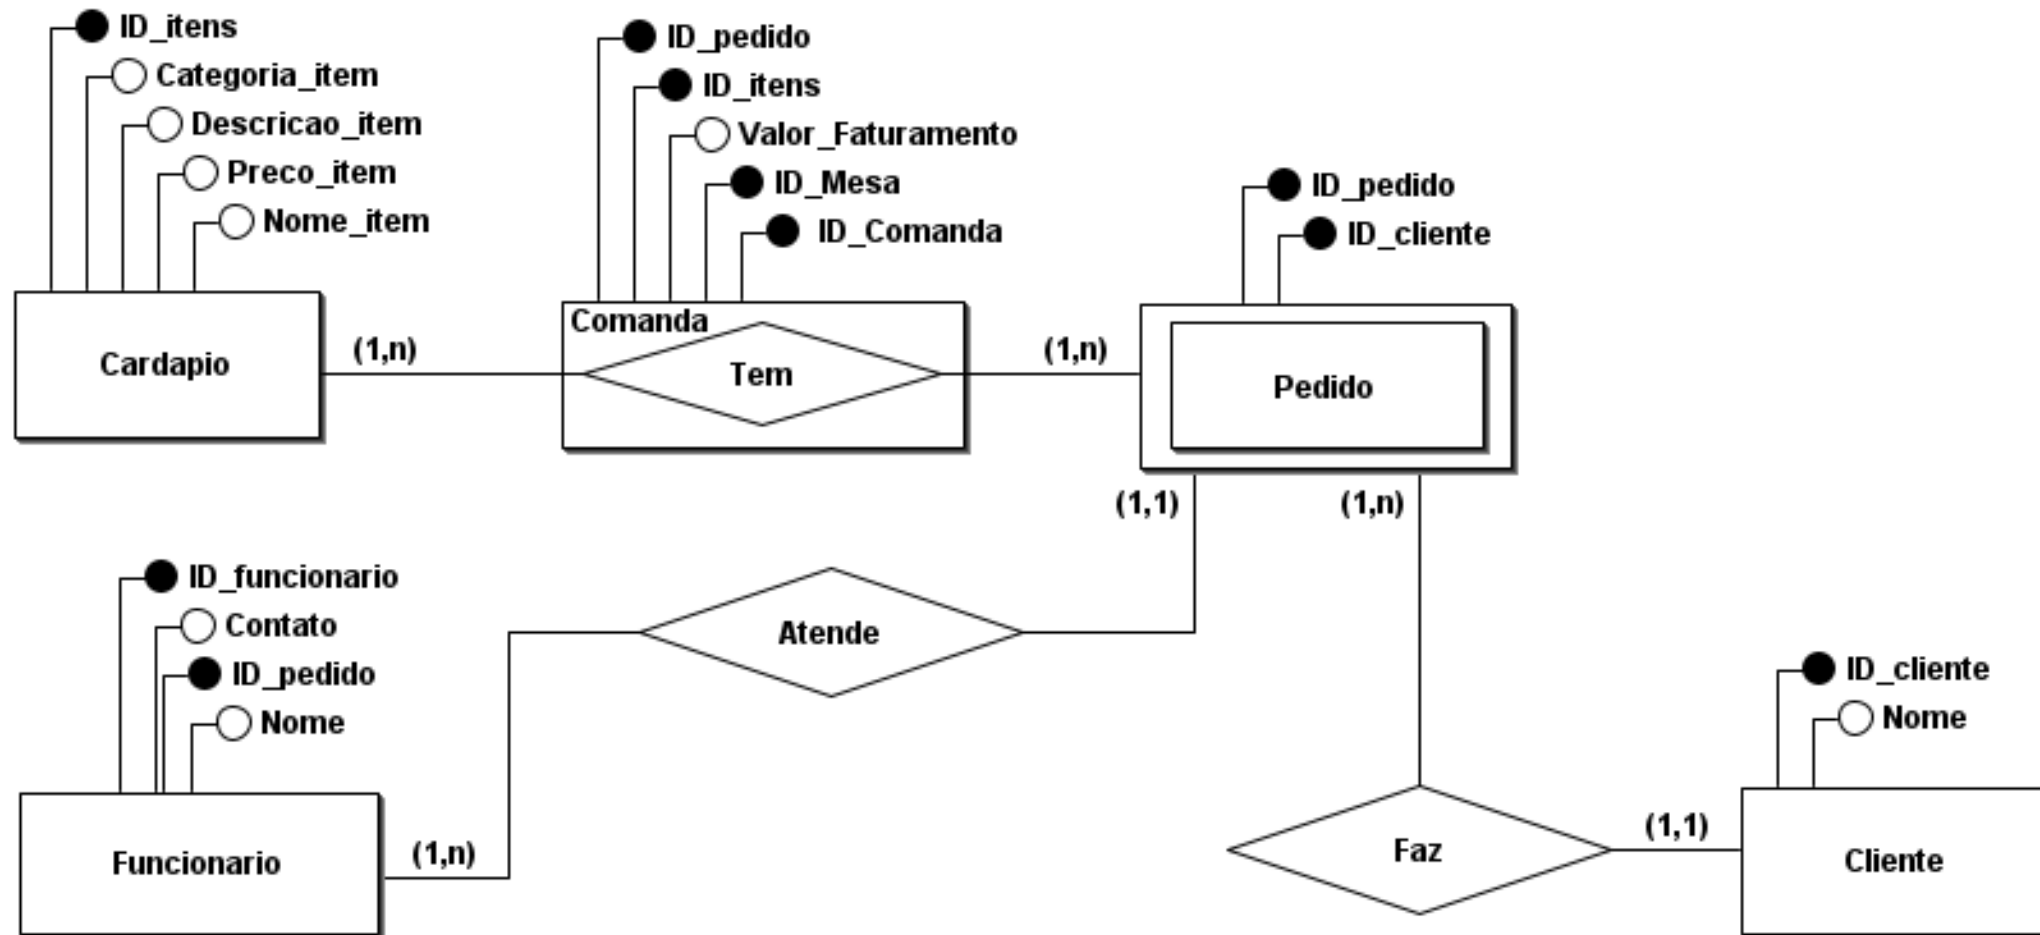 ID_itens
Categoria_item
Descricao_item
Preco_item
Nome_item
Cardapio
(1,n)
ID_pedido
ID_itens
Valor_Faturamento
ID_Mesa
ID_Comanda
Comanda
Tem
(1,n)
ID_pedido
ID_cliente
Pedido
(1,1)
(1,n)
ID_funcionario
Contato
ID_pedido
Nome
Funcionario
(1,n)
Atende
Faz
(1,1)
ID_cliente
Nome
Cliente